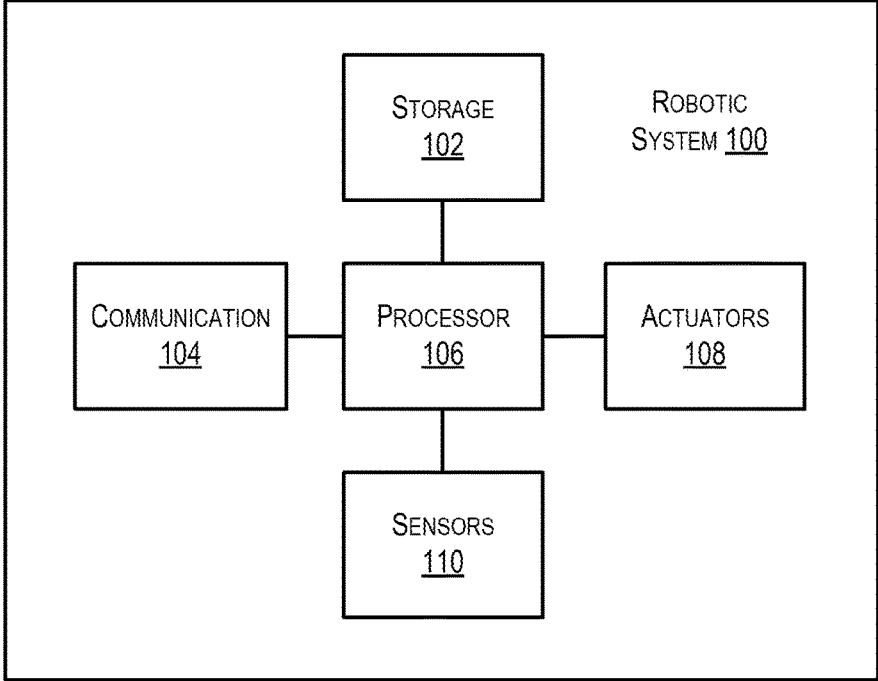 STORAGE
102
ROBOTIC
SYSTEM 100
COMMUNICATION
104
PROCESSOR
106
ACTUATORS
108
SENSORS
110